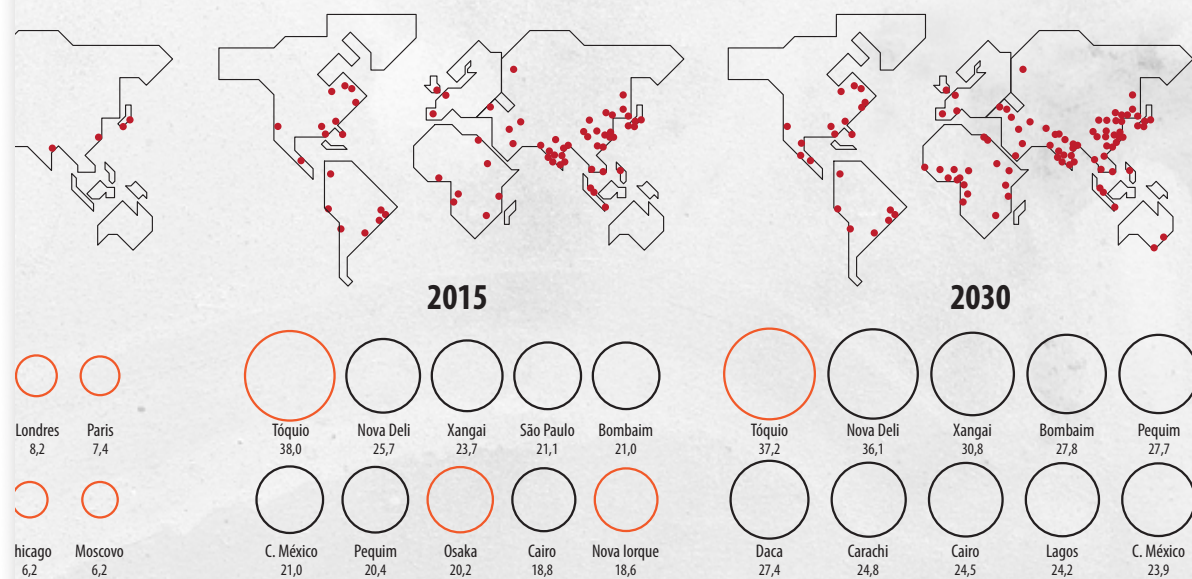 2015
2030
Londres Paris
8,2 7,4
Tóquio Nova Deli Xangai São Paulo Bombaim
38,0 25,7 23,7 21,1 21,0
Tóquio Nova Deli Xangai Bombaim Pequim
37,2 36,1 30,8 27,8 27,7
hicago Moscovo
6,2 6,2
C. México Pequim Osaka Cairo Nova Iorque
21,0 20,4 20,2 18,8 18,6
Daca Carachi Cairo Lagos C. México
27,4 24,8 24,5 24,2 23,9